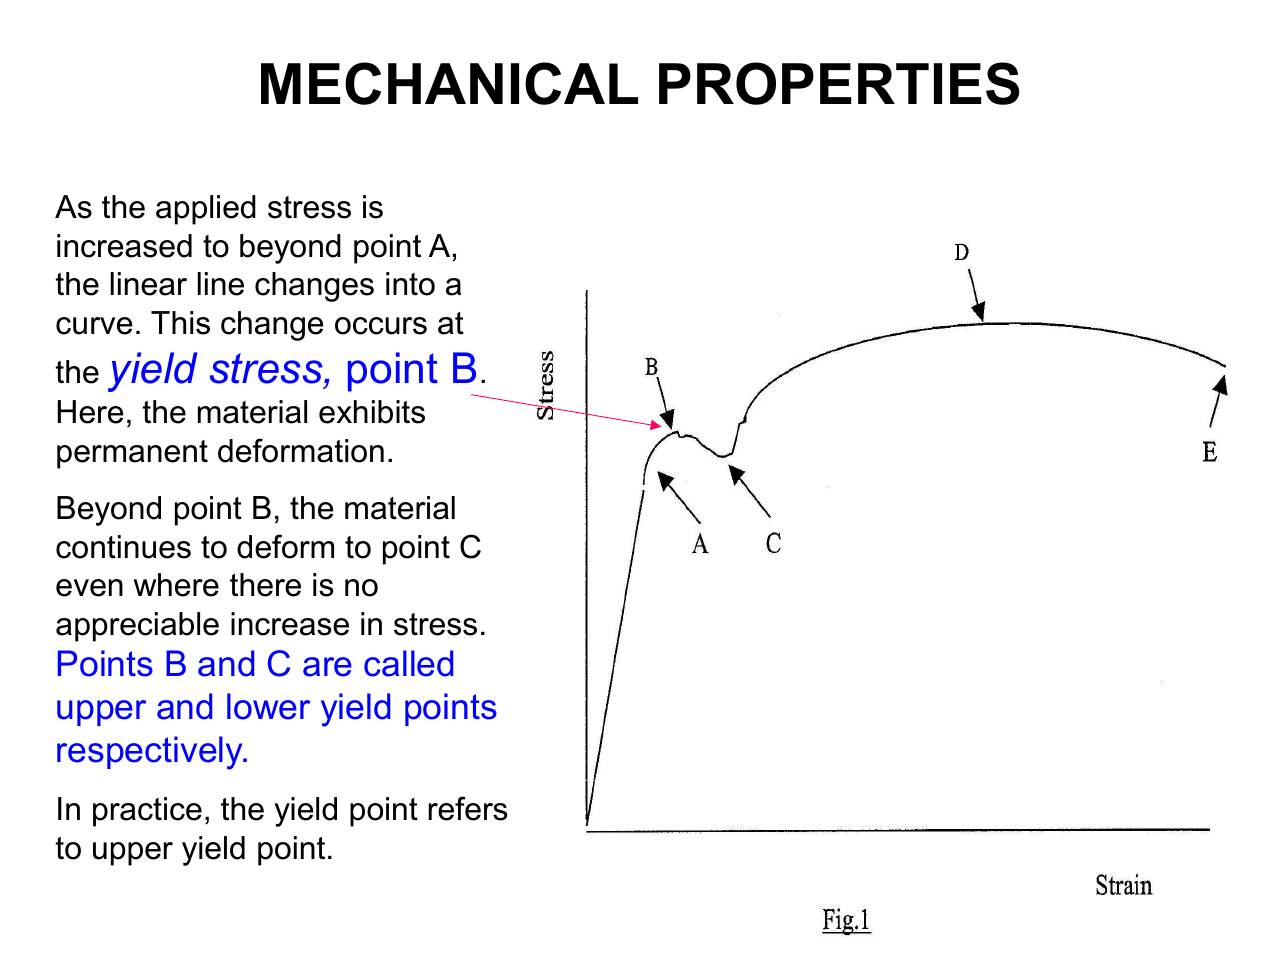 MECHANICAL PROPERTIES
As the applied stress is
increased to beyond point A,
the linear line changes into a
curve. This change occurs at
the yield stress, point B.
Here, the material exhibits
permanent deformation.
Beyond point B, the material
continues to deform to point C
even where there is no
appreciable increase in stress.
Points B and C are called
upper and lower yield points
respectively.
In practice, the yield point refers
to upper yield point.
Stress
D
B
E
A
C
Strain
Fig.1